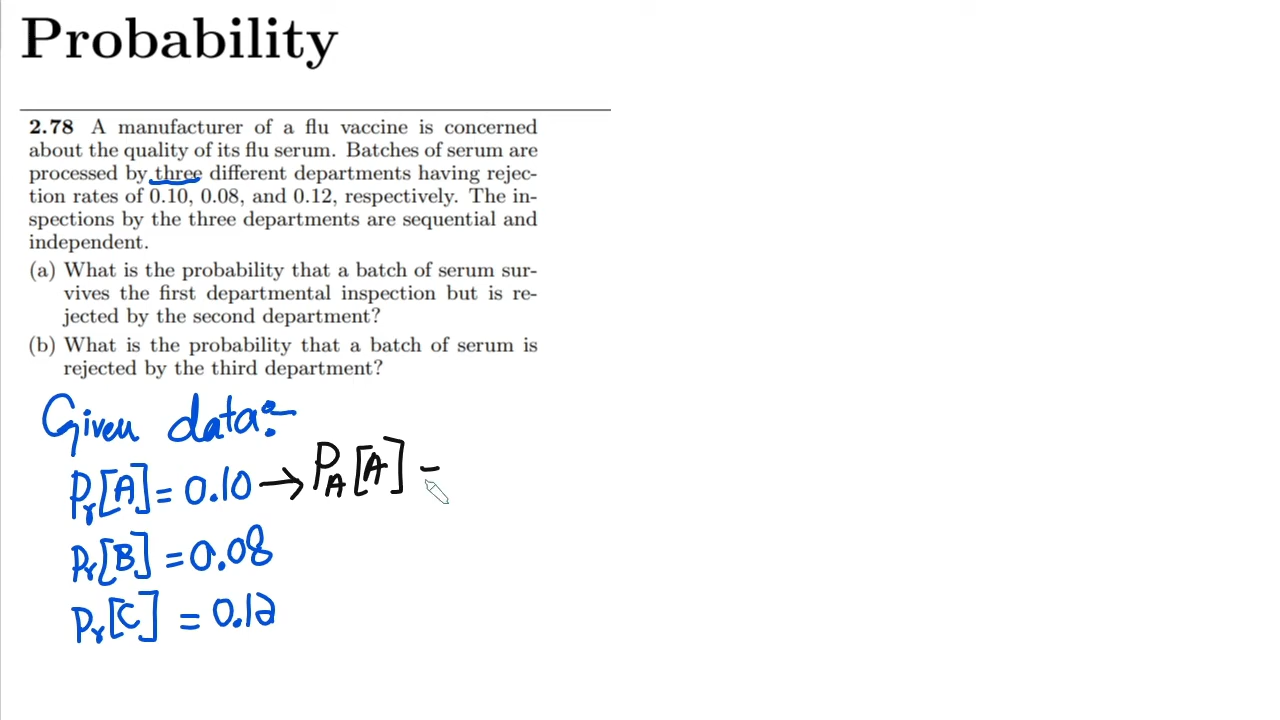 Probability
2.78 A manufacturer of a flu vaccine is concerned
about the quality of its flu serum. Batches of serum are
processed by three different departments having rejec-
tion rates of 0.10, 0.08, and 0.12, respectively. The in-
spections by the three departments are sequential and
independent.
(a) What is the probability that a batch of serum sur-
vives the first departmental inspection but is re-
jected by the second department?
(b) What is the probability that a batch of serum is
rejected by the third department?
Given data:-
Pr[A] = 0.10 → PA[A] -
Pr[B] = 0.08
Pr[C] = 0.12